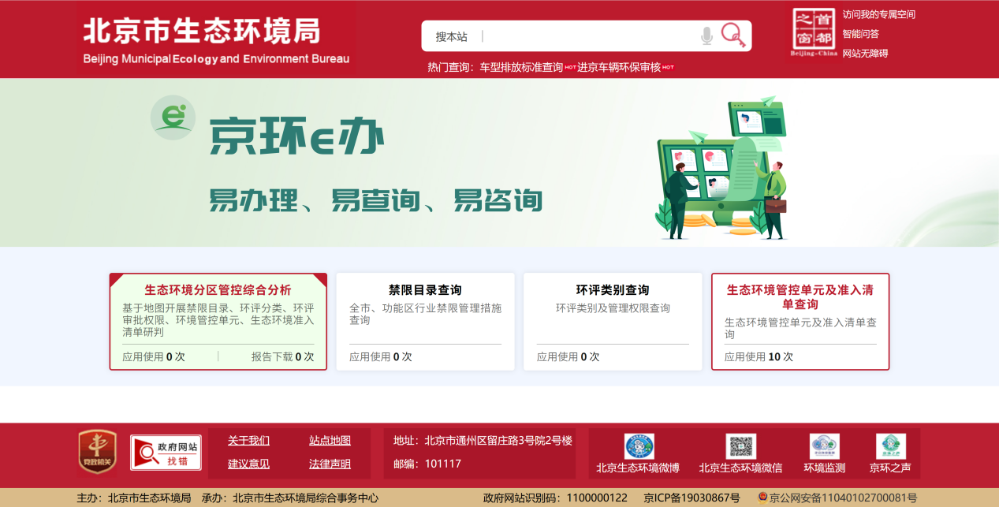 北京市生态环境局
Beijing Municipal Ecology and Environment Bureau
搜本站
热门查询：车型排放标准查询HOT进京车辆环保审核HOT
首都之窗
Beijing-China
访问我的专属空间
智能问答
网站无障碍
京环e办
易办理、易查询、易咨询
生态环境分区管控综合分析
基于地图开展禁限目录、环评分类、环评
审批权限、环境管控单元、生态环境准入
清单研判
应用使用 0 次
报告下载 0 次
禁限目录查询
全市、功能区行业禁限管理措施
查询
应用使用 0 次
环评类别查询
环评类别及管理权限查询
应用使用 0 次
生态环境管控单元及准入清
单查询
生态环境管控单元及准入清单查
询
应用使用 10 次
党政机关
政府网站
找错
关于我们
站点地图
建议意见
法律声明
地址：北京市通州区留庄路3号院2号楼
邮编：101117
北京生态环境微博
北京生态环境微信
环境监测
京环之声
主办：北京市生态环境局 承办：北京市生态环境局综合事务中心
政府网站识别码：1100000122
京ICP备19030867号
京公网安备11040102700081号